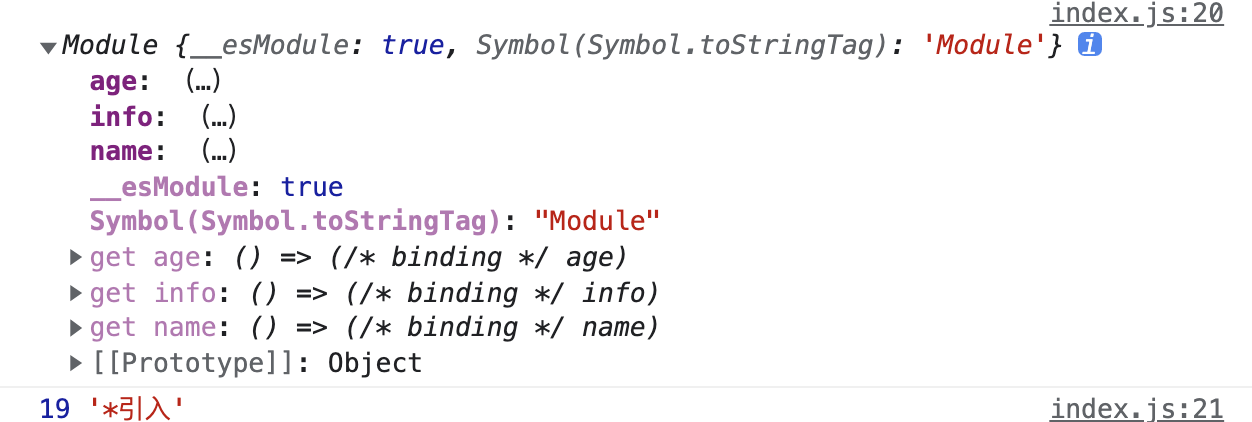 index.js:20
▼Module {__esModule: true, Symbol(Symbol.toStringTag): 'Module'} i
age: (…)
info: (…)
name: (…)
__esModule: true
Symbol(Symbol.toStringTag): "Module"
▶get age: () => (/* binding */ age)
▶get info: () => (/* binding */ info)
▶get name: () => (/* binding */ name)
▶[[Prototype]]: Object
19 '*引入' index.js:21